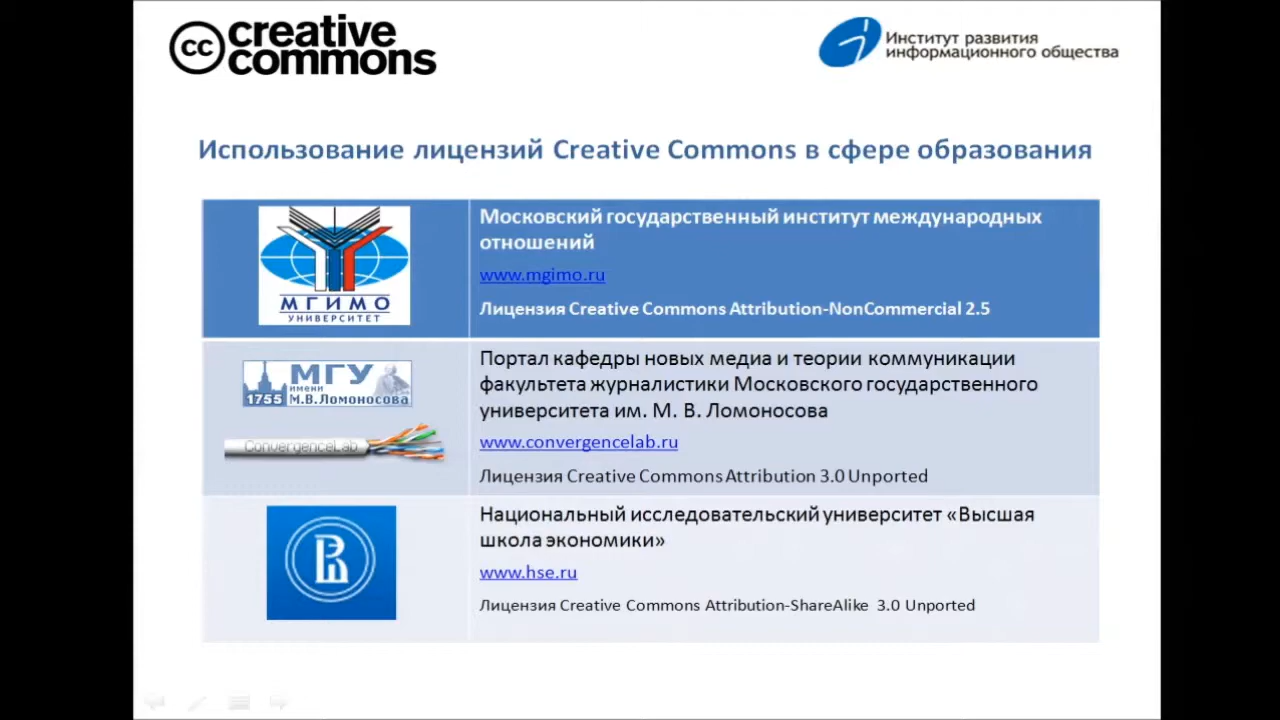 cc creative commons
Институт развития
информационного общества
Использование лицензий Creative Commons в сфере образования
МГИМО
УНИВЕРСИТЕТ
Московский государственный институт международных
отношений
www.mgimo.ru
Лицензия Creative Commons Attribution-NonCommercial 2.5
МГУ
имени
1755 М.В.Ломоносова
ConvergenceLab
Портал кафедры новых медиа и теории коммуникации
факультета журналистики Московского государственного
университета им. М. В. Ломоносова
www.convergencelab.ru
Лицензия Creative Commons Attribution 3.0 Unported
Национальный исследовательский университет «Высшая
школа экономики»
www.hse.ru
Лицензия Creative Commons Attribution-ShareAlike 3.0 Unported